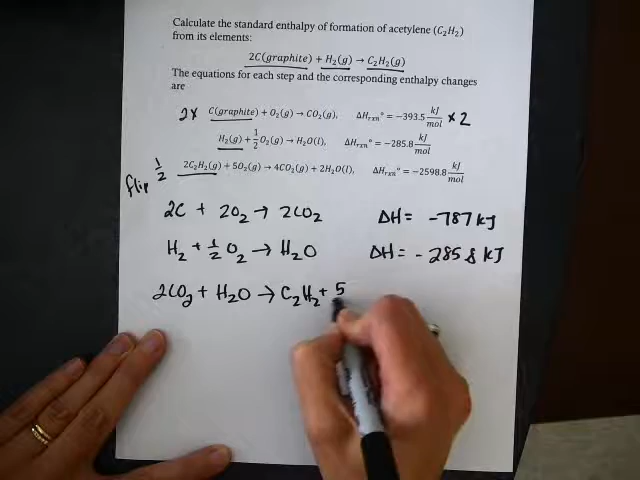 Calculate the standard enthalpy of formation of acetylene (C₂H₂)
from its elements:
2C(graphite) + H₂(g) → C₂H₂(g)
The equations for each step and the corresponding enthalpy changes
are
2x C(graphite) + O₂(g) → CO₂(g), ΔHrxn° = −393.5 kJ/mol x2
H₂(g) + 1/2 O₂(g) → H₂O(l), ΔHrxn° = −285.8 kJ/mol
flip 1/2 2C₂H₂(g) + 5O₂(g) → 4CO₂(g) + 2H₂O(l), ΔHrxn° = −2598.8 kJ/mol
2C + 2O₂ → 2CO₂ ΔH = -787 kJ
H₂ + 1/2 O₂ → H₂O ΔH = - 285.8 kJ
2CO₂ + H₂O → C₂H₂ + 5